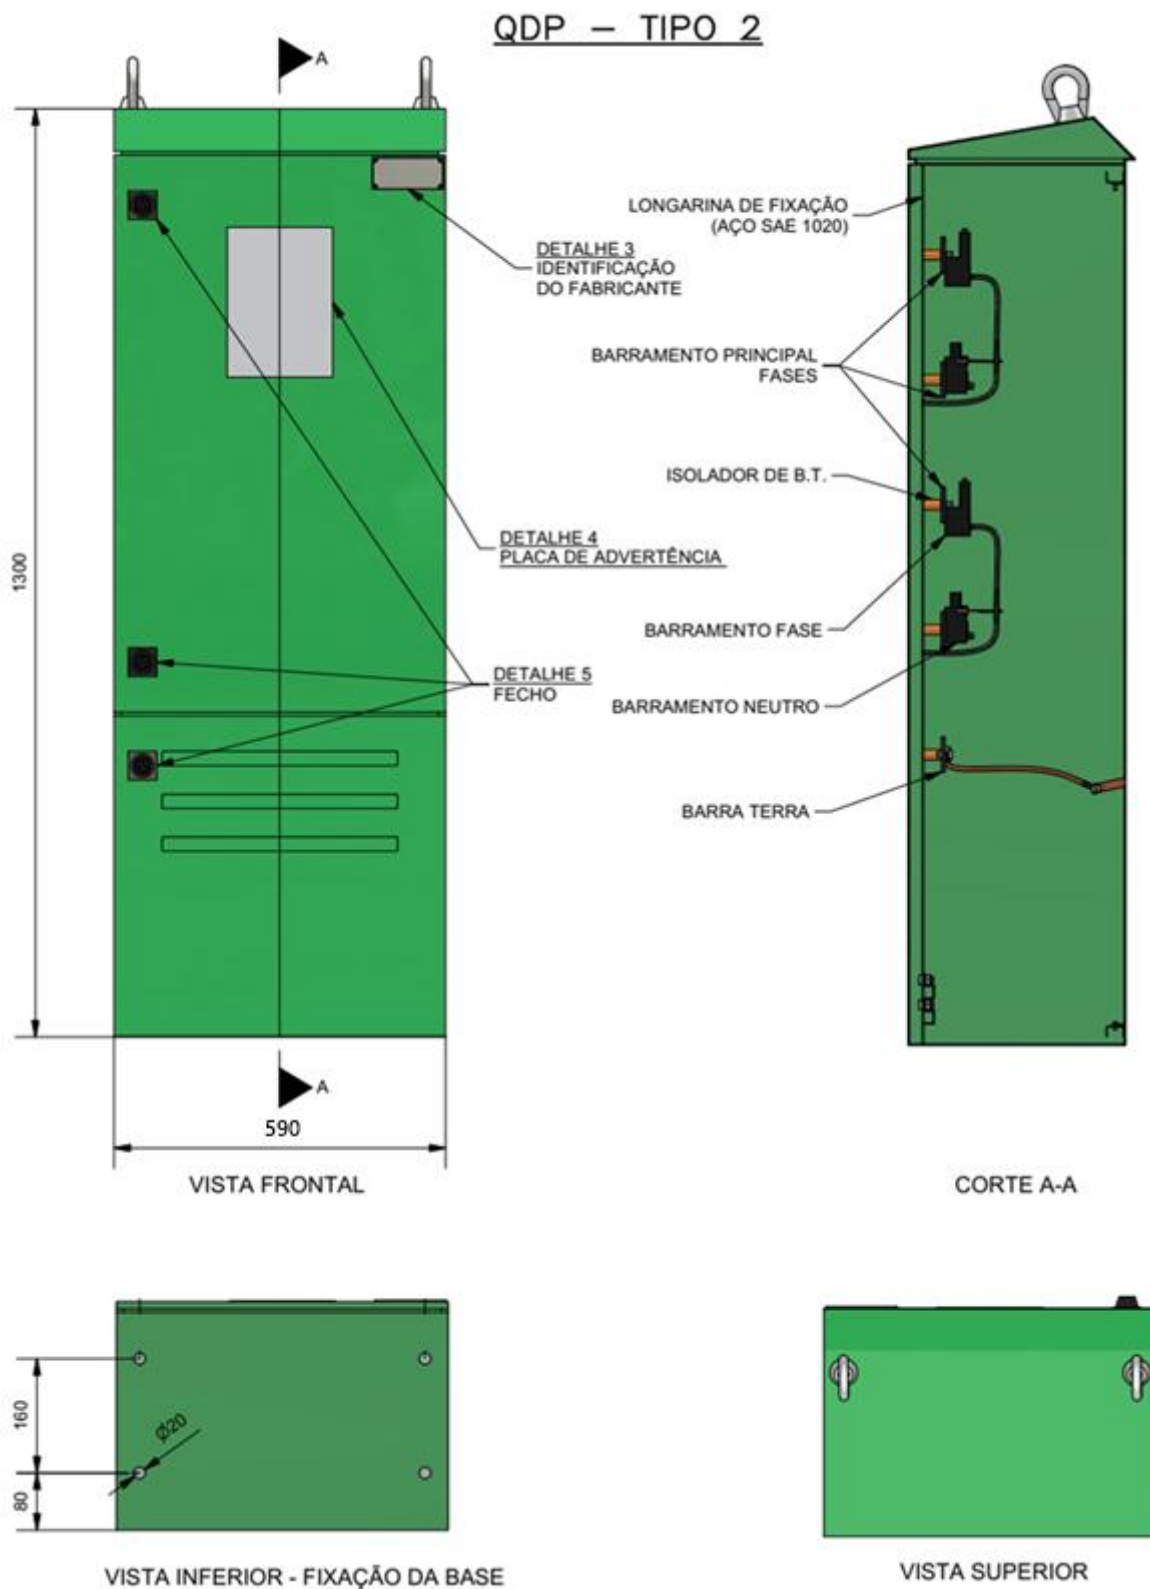 QDP – TIPO 2
A
DETALHE 3
IDENTIFICAÇÃO
DO FABRICANTE
LONGARINA DE FIXAÇÃO
(AÇO SAE 1020)
BARRAMENTO PRINCIPAL
FASES
ISOLADOR DE B.T.
DETALHE 4
PLACA DE ADVERTÊNCIA
1300
BARRAMENTO FASE
DETALHE 5
FECHO
BARRAMENTO NEUTRO
BARRA TERRA
A
590
VISTA FRONTAL
CORTE A-A
160
Ø20
80
VISTA INFERIOR - FIXAÇÃO DA BASE
VISTA SUPERIOR